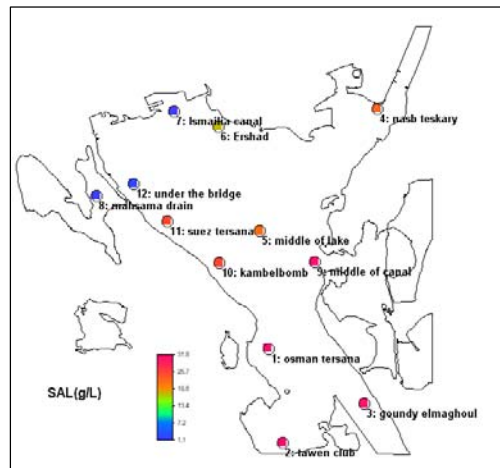 4: nasb teskary
7: Ismailia canal
6: Ershad
12: under the bridge
8: mahsama drain
11: suez tersana
5: middle of lake
10: kambelbomb
9: middle of canal
1: osman tersana
SAL(g/L)
3: goundy elmaghoul
2: tawen club